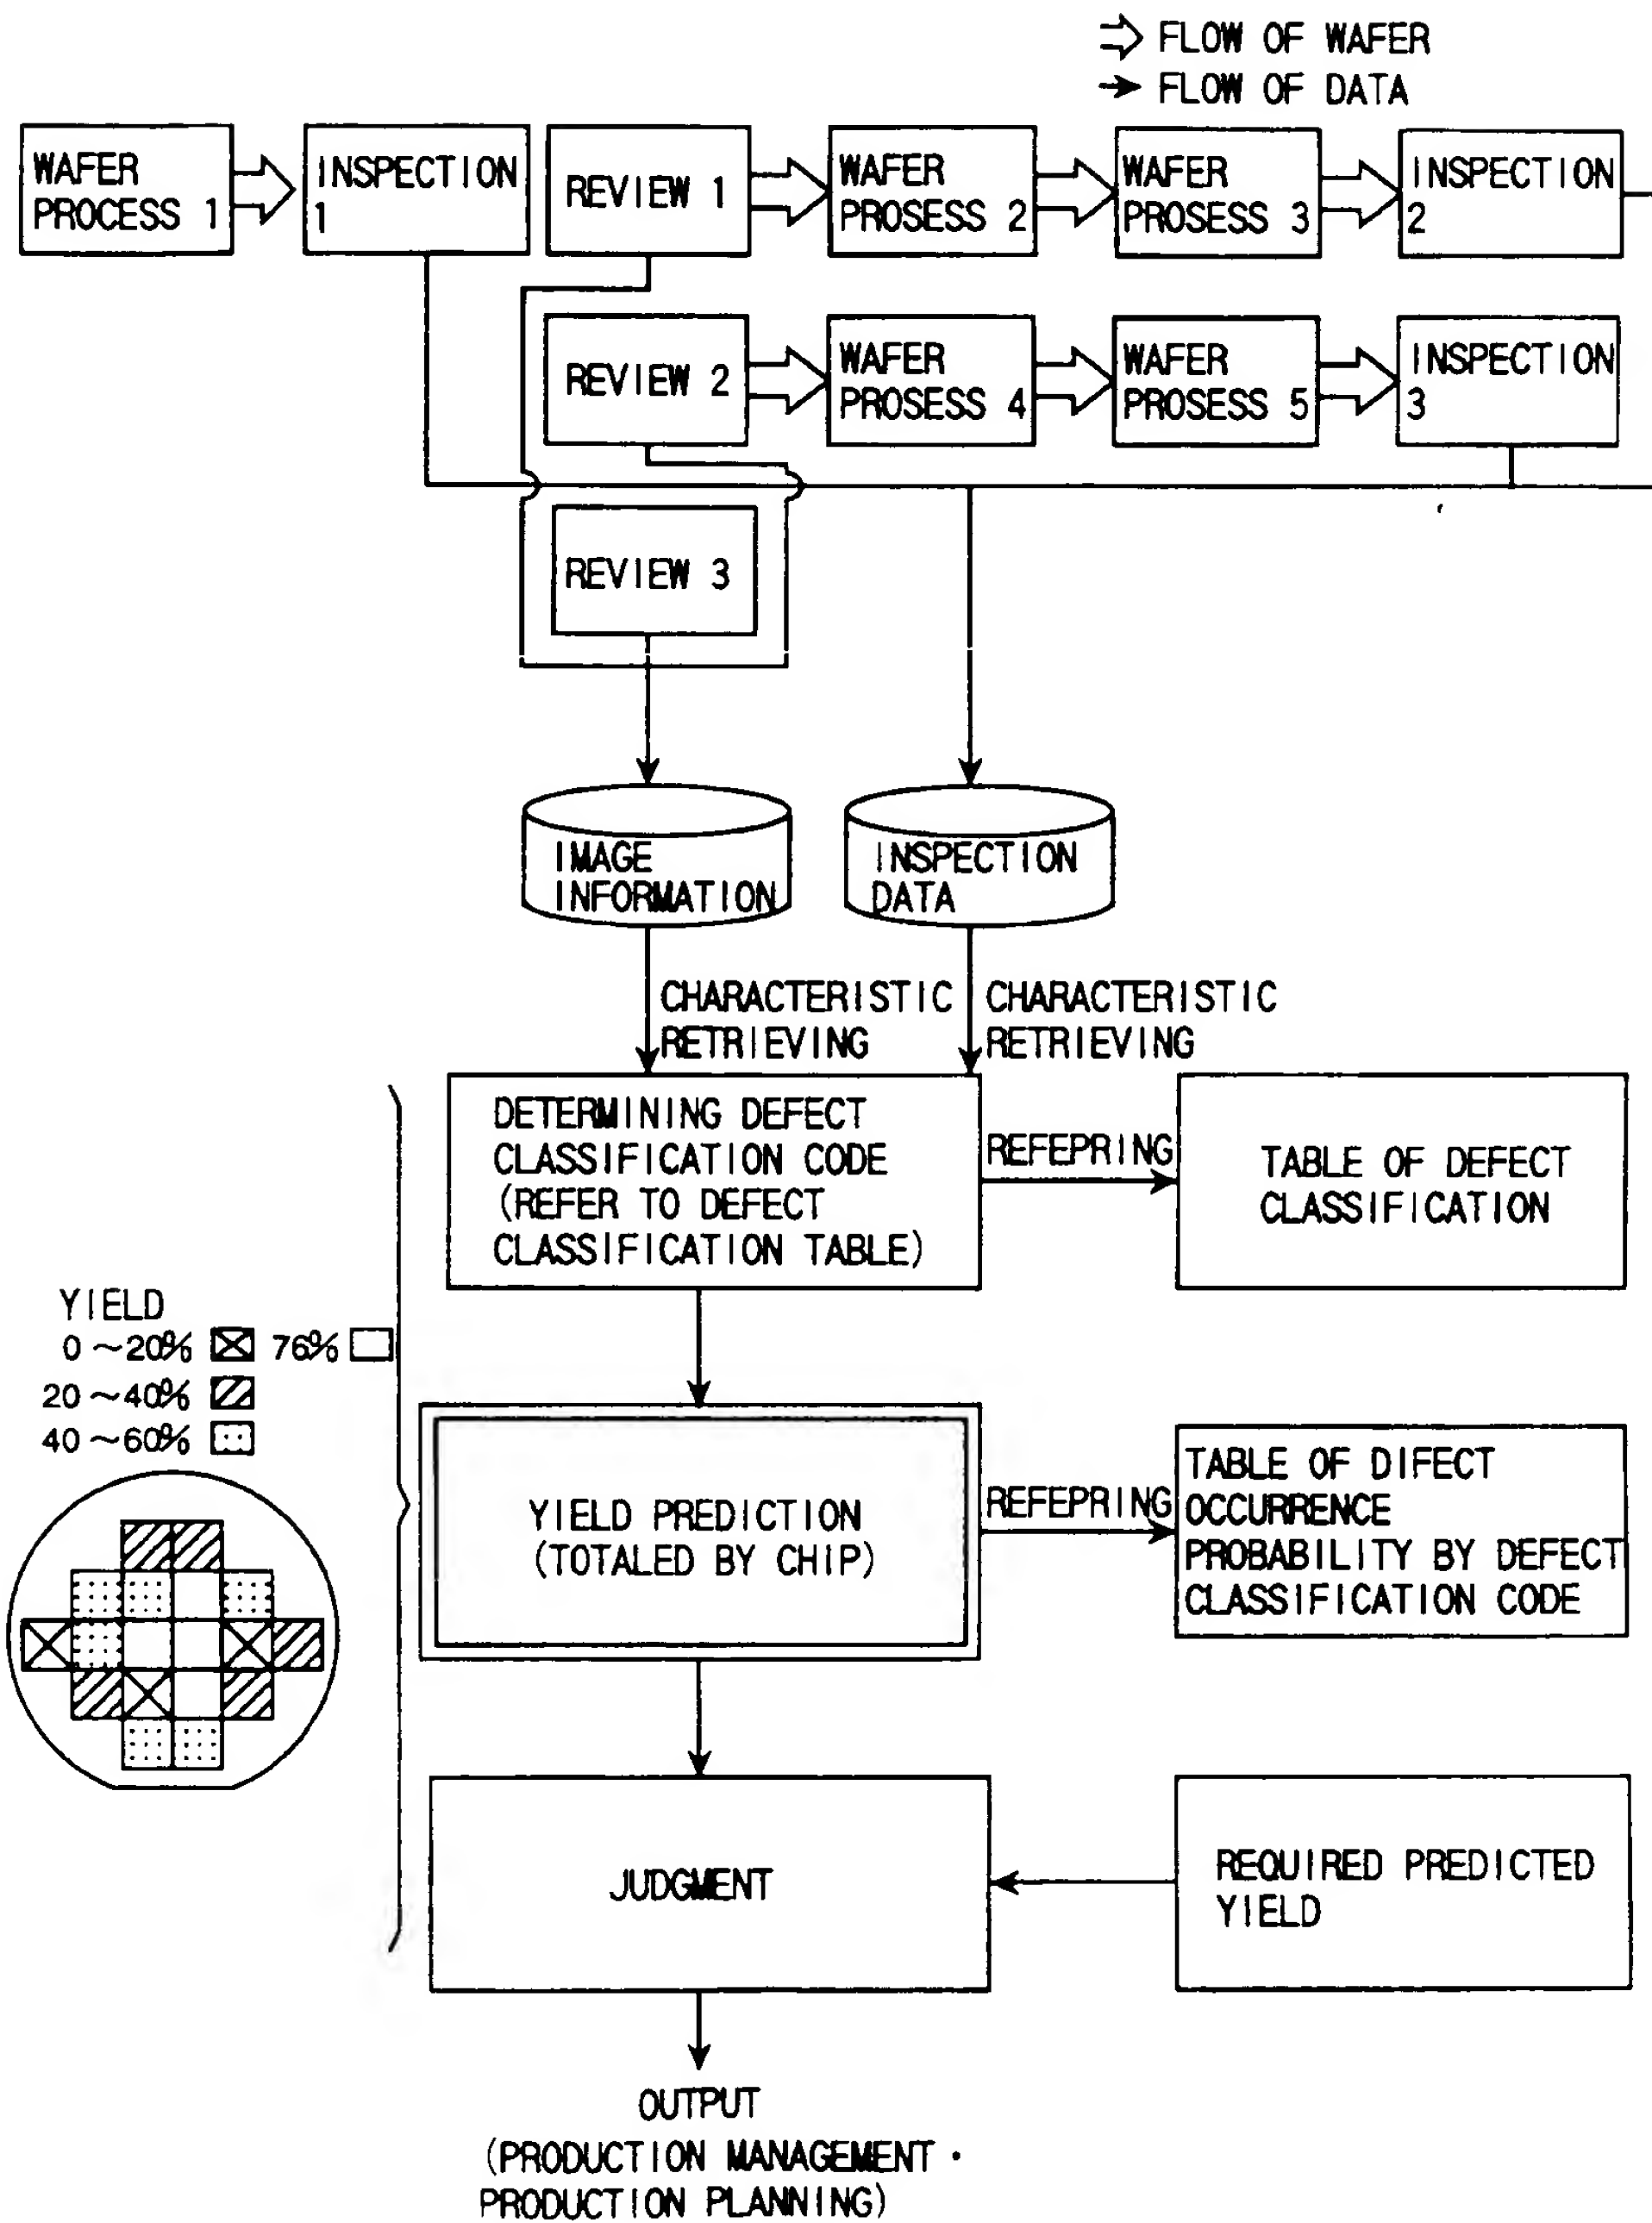 FLOW OF WAFER
FLOW OF DATA
WAFER
PROCESS 1
INSPECTION
1
REVIEW 1
WAFER
PROSESS 2
WAFER
PROSESS 3
INSPECTION
2
REVIEW 2
WAFER
PROSESS 4
WAFER
PROSESS 5
INSPECTION
3
REVIEW 3
IMAGE
INFORMATION
INSPECTION
DATA
CHARACTERISTIC
RETRIEVING
CHARACTERISTIC
RETRIEVING
DETERMINING DEFECT
CLASSIFICATION CODE
(REFER TO DEFECT
CLASSIFICATION TABLE)
REFEPRING
TABLE OF DEFECT
CLASSIFICATION
YIELD
0~20% 76%
20~40%
40~60%
YIELD PREDICTION
(TOTALED BY CHIP)
REFEPRING
TABLE OF DIFECT
OCCURRENCE
PROBABILITY BY DEFECT
CLASSIFICATION CODE
JUDGMENT
REQUIRED PREDICTED
YIELD
OUTPUT
(PRODUCTION MANAGEMENT ·
PRODUCTION PLANNING)